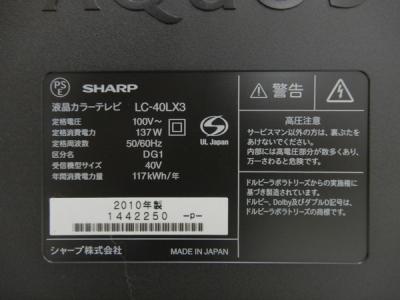 AQUOS
PS
E
SHARP LC-40LX3
液晶カラーテレビ
定格電圧 100V~
定格消費電力 137W
定格周波数 50/60Hz
区分名 DG1
受信機型サイズ 40V
年間消費電力量 117kWh/年
S
UL Japan
2010年製
1442250 -p-
シャープ株式会社 MADE IN JAPAN
警告
高圧注意
サービスマン以外の方は、裏ぶたを
あけないでください。
内部には高電圧部分が数多くあり、
万一さわると危険です。
ドルビーラボラトリーズからの実施権に
基づき製造されています。
ドルビー、Dolby及びダブルD記号は、
ドルビーラボラトリーズの商標です。